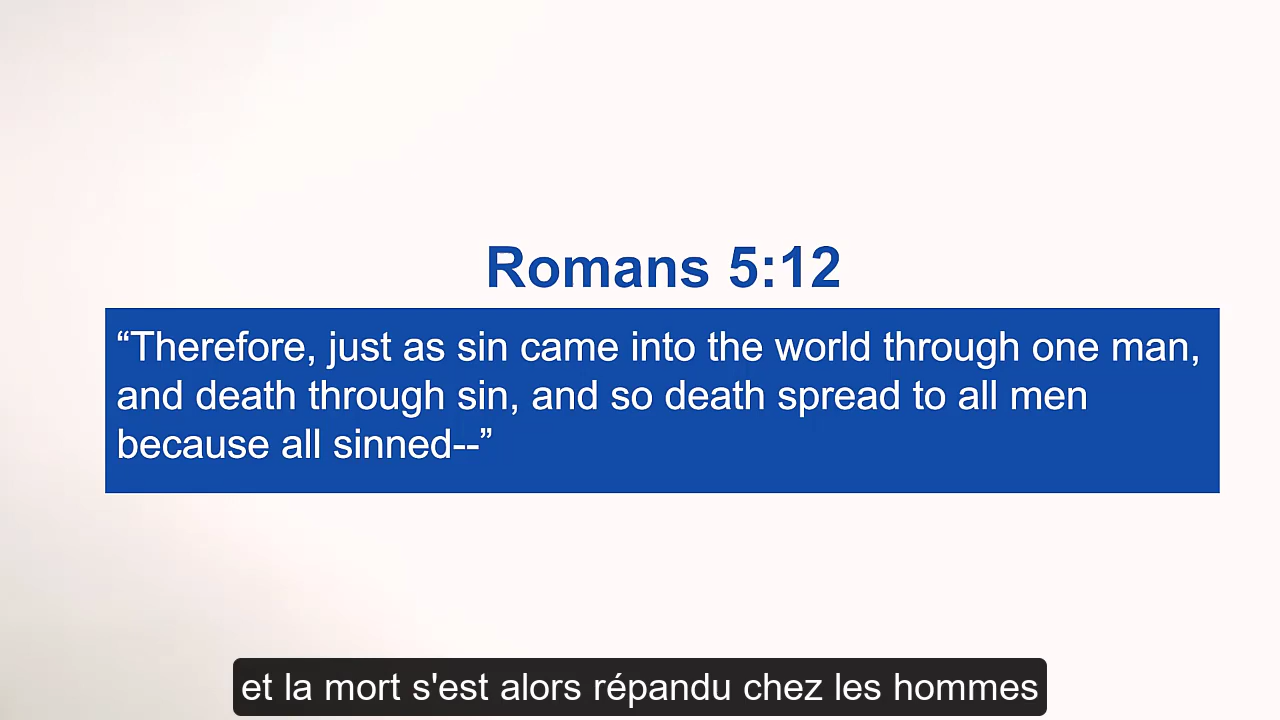 Romans 5:12
“Therefore, just as sin came into the world through one man,
and death through sin, and so death spread to all men
because all sinned--”
et la mort s'est alors répandu chez les hommes